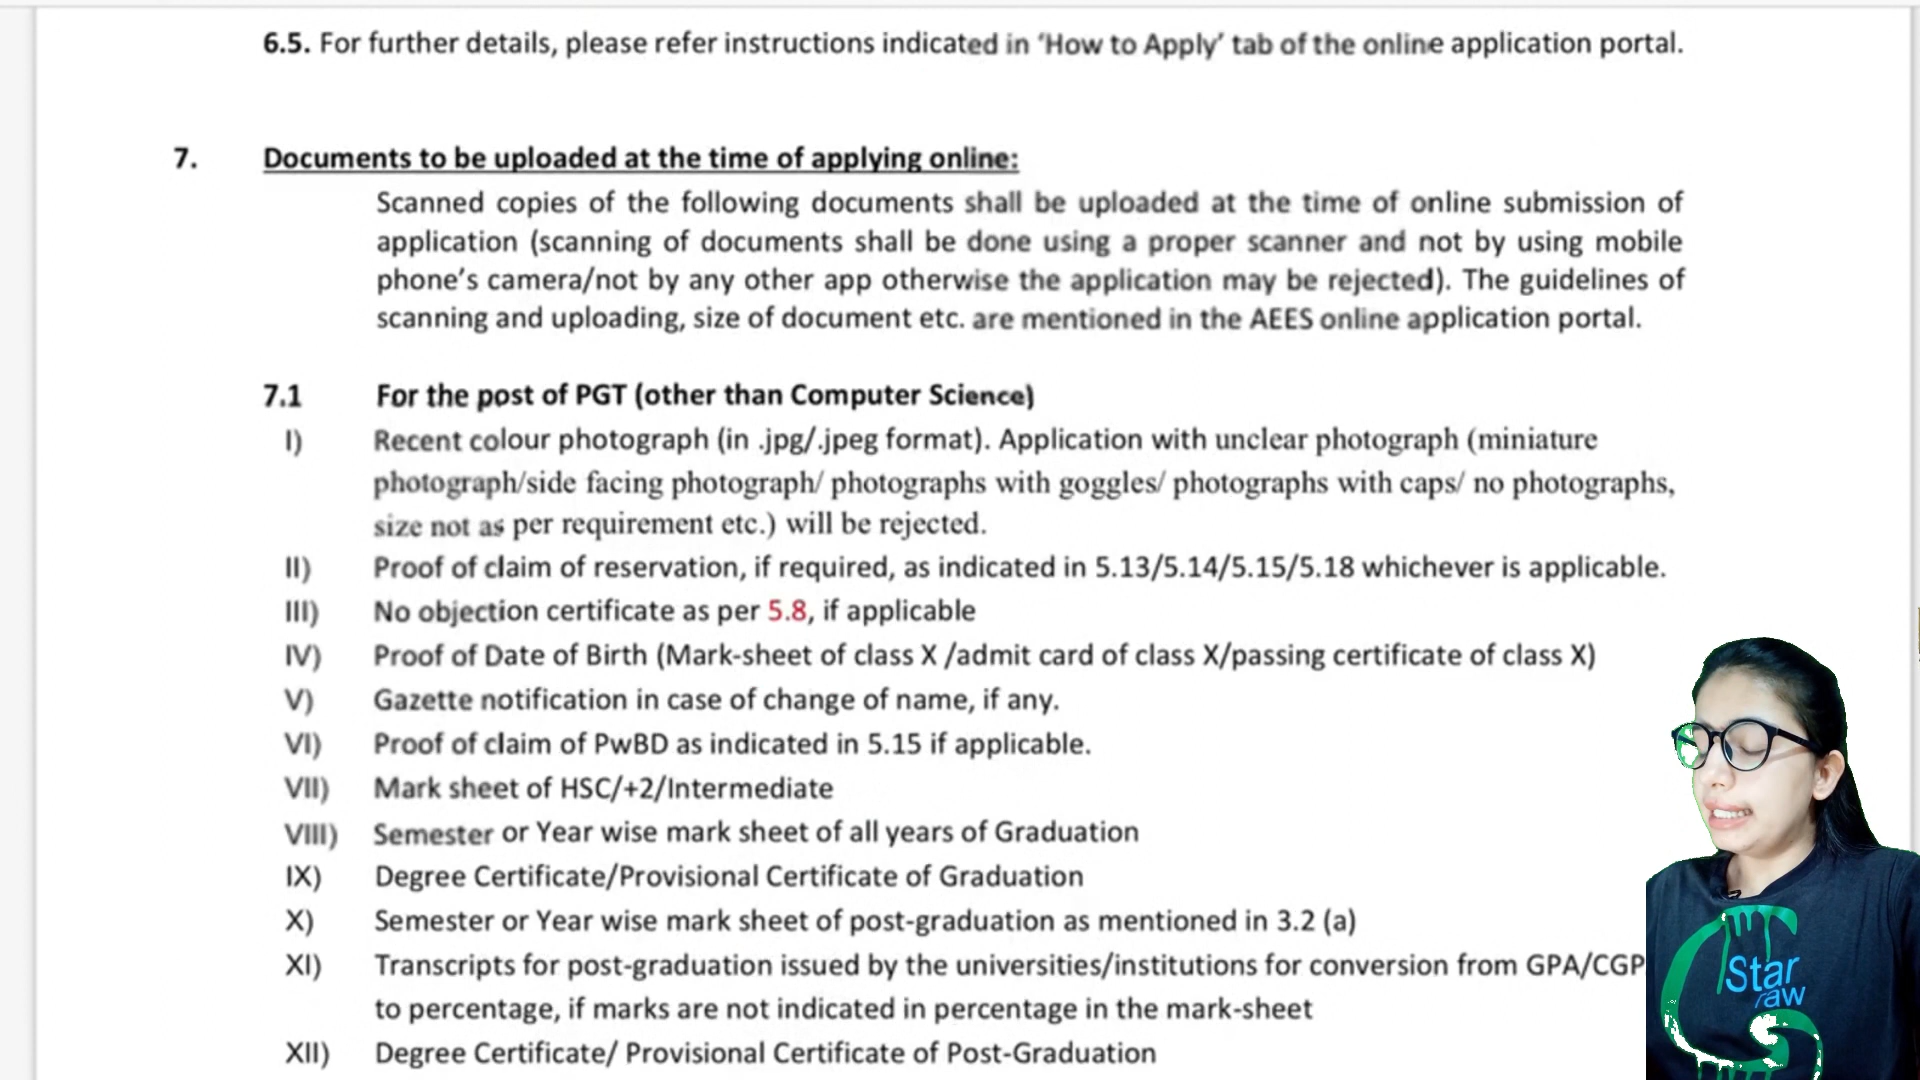 6.5. For further details, please refer instructions indicated in ‘How to Apply’ tab of the online application portal.
7. Documents to be uploaded at the time of applying online:
Scanned copies of the following documents shall be uploaded at the time of online submission of
application (scanning of documents shall be done using a proper scanner and not by using mobile
phone’s camera/not by any other app otherwise the application may be rejected). The guidelines of
scanning and uploading, size of document etc. are mentioned in the AEES online application portal.
7.1 For the post of PGT (other than Computer Science)
I) Recent colour photograph (in .jpg/.jpeg format). Application with unclear photograph (miniature
photograph/side facing photograph/ photographs with goggles/ photographs with caps/ no photographs,
size not as per requirement etc.) will be rejected.
II) Proof of claim of reservation, if required, as indicated in 5.13/5.14/5.15/5.18 whichever is applicable.
III) No objection certificate as per 5.8, if applicable
IV) Proof of Date of Birth (Mark-sheet of class X /admit card of class X/passing certificate of class X)
V) Gazette notification in case of change of name, if any.
VI) Proof of claim of PwBD as indicated in 5.15 if applicable.
VII) Mark sheet of HSC/+2/Intermediate
VIII) Semester or Year wise mark sheet of all years of Graduation
IX) Degree Certificate/Provisional Certificate of Graduation
X) Semester or Year wise mark sheet of post-graduation as mentioned in 3.2 (a)
XI) Transcripts for post-graduation issued by the universities/institutions for conversion from GPA/CGP
to percentage, if marks are not indicated in percentage in the mark-sheet
XII) Degree Certificate/ Provisional Certificate of Post-Graduation
Star
raw